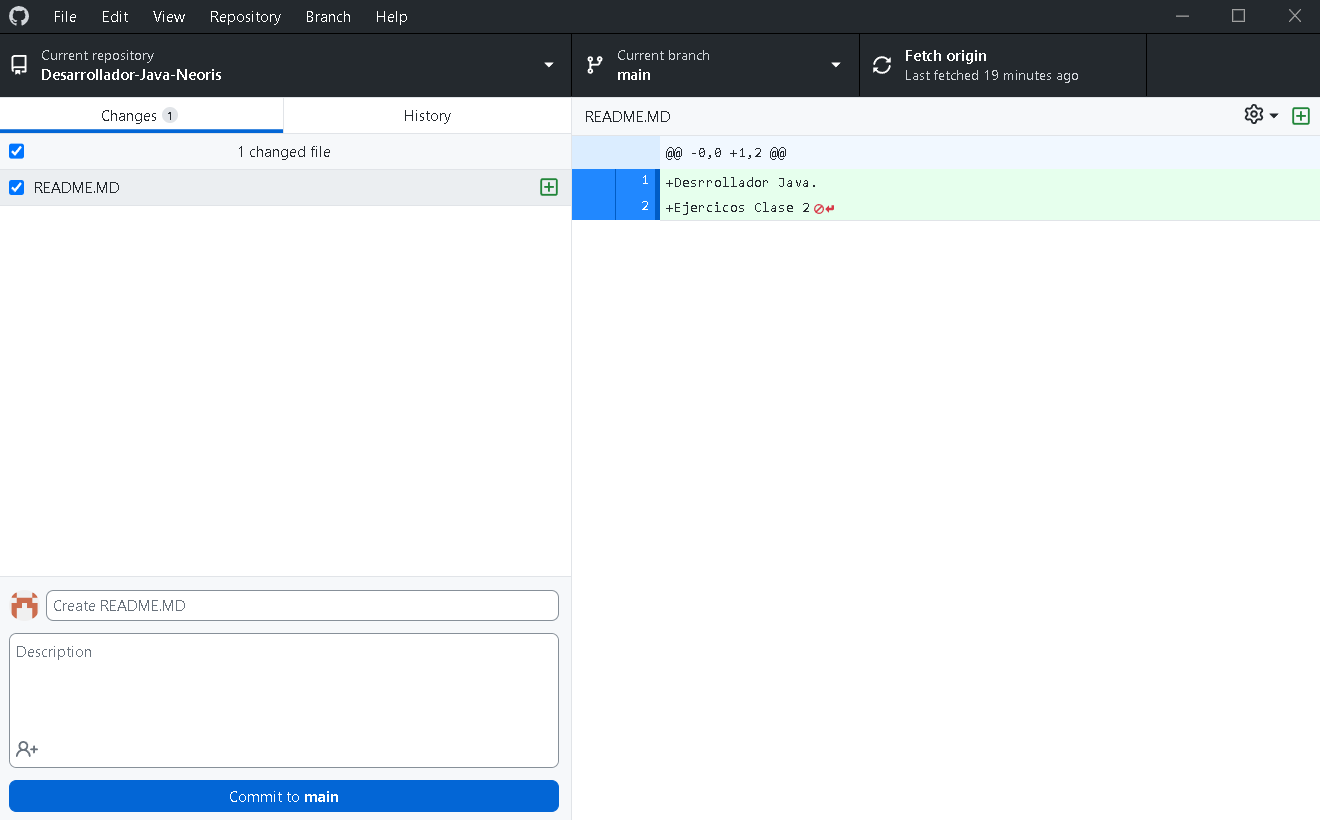 File Edit View Repository Branch Help
Current repository
Desarrollador-Java-Neoris
Current branch
main
Fetch origin
Last fetched 19 minutes ago
Changes 1
History
1 changed file
README.MD
README.MD
@@ -0,0 +1,2 @@
1 +Desrrollador Java.
2 +Ejercicos Clase 2
Create README.MD
Description
Commit to main